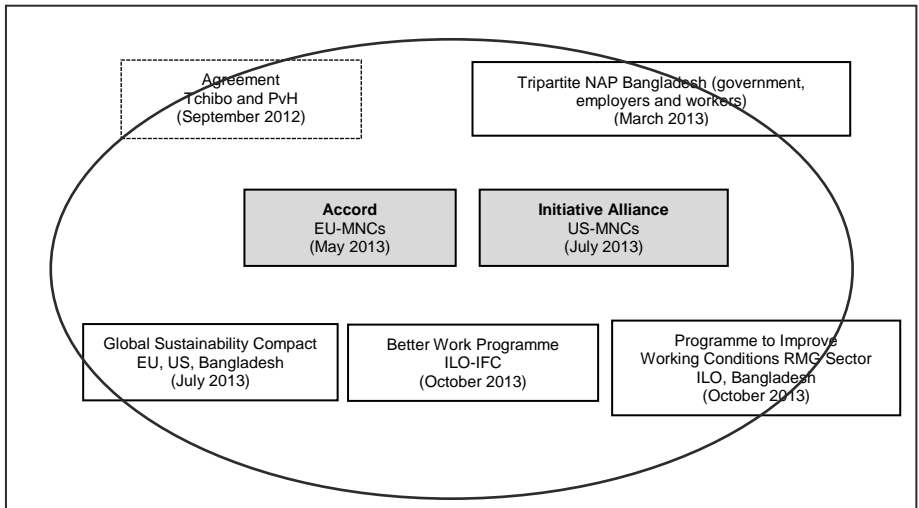 Agreement
Tchibo and PvH
(September 2012)
Tripartite NAP Bangladesh (government,
employers and workers)
(March 2013)
Accord
EU-MNCs
(May 2013)
Initiative Alliance
US-MNCs
(July 2013)
Global Sustainability Compact
EU, US, Bangladesh
(July 2013)
Better Work Programme
ILO-IFC
(October 2013)
Programme to Improve
Working Conditions RMG Sector
ILO, Bangladesh
(October 2013)